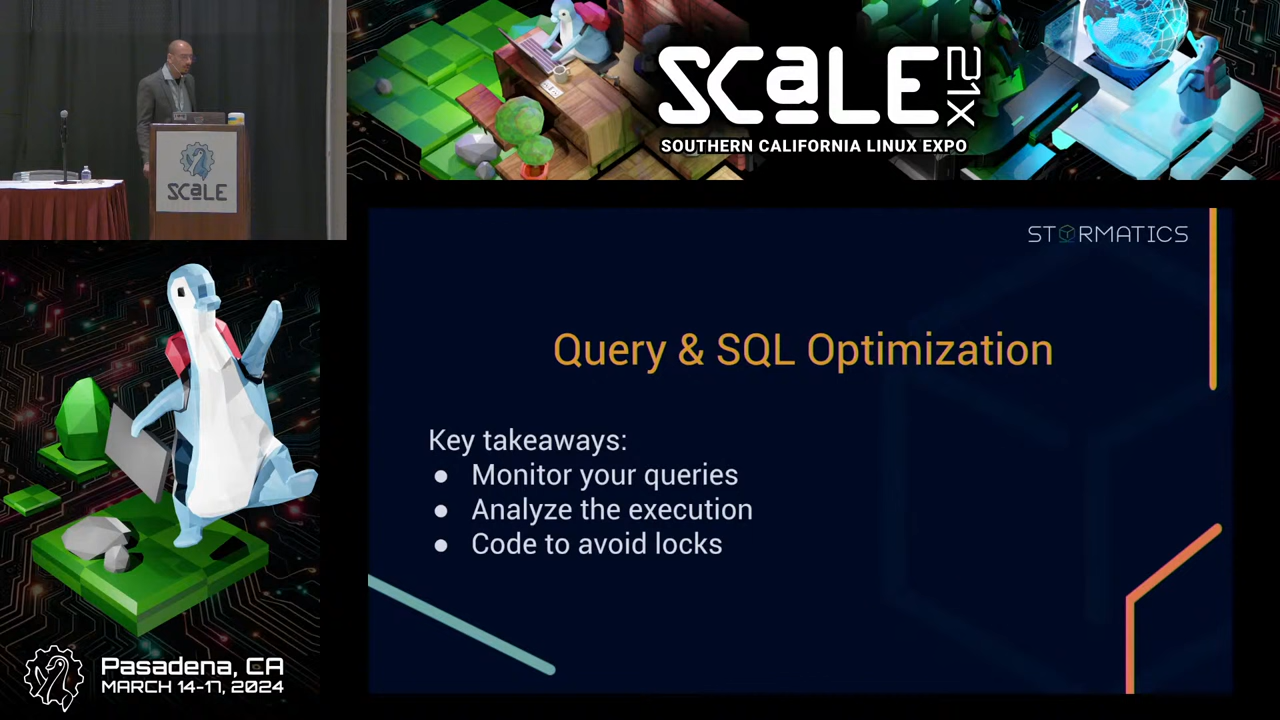 SCaLE
21X
SOUTHERN CALIFORNIA LINUX EXPO
SCaLE
STORMATICS
Query & SQL Optimization
Key takeaways:
● Monitor your queries
● Analyze the execution
● Code to avoid locks
Pasadena, CA
MARCH 14-17, 2024